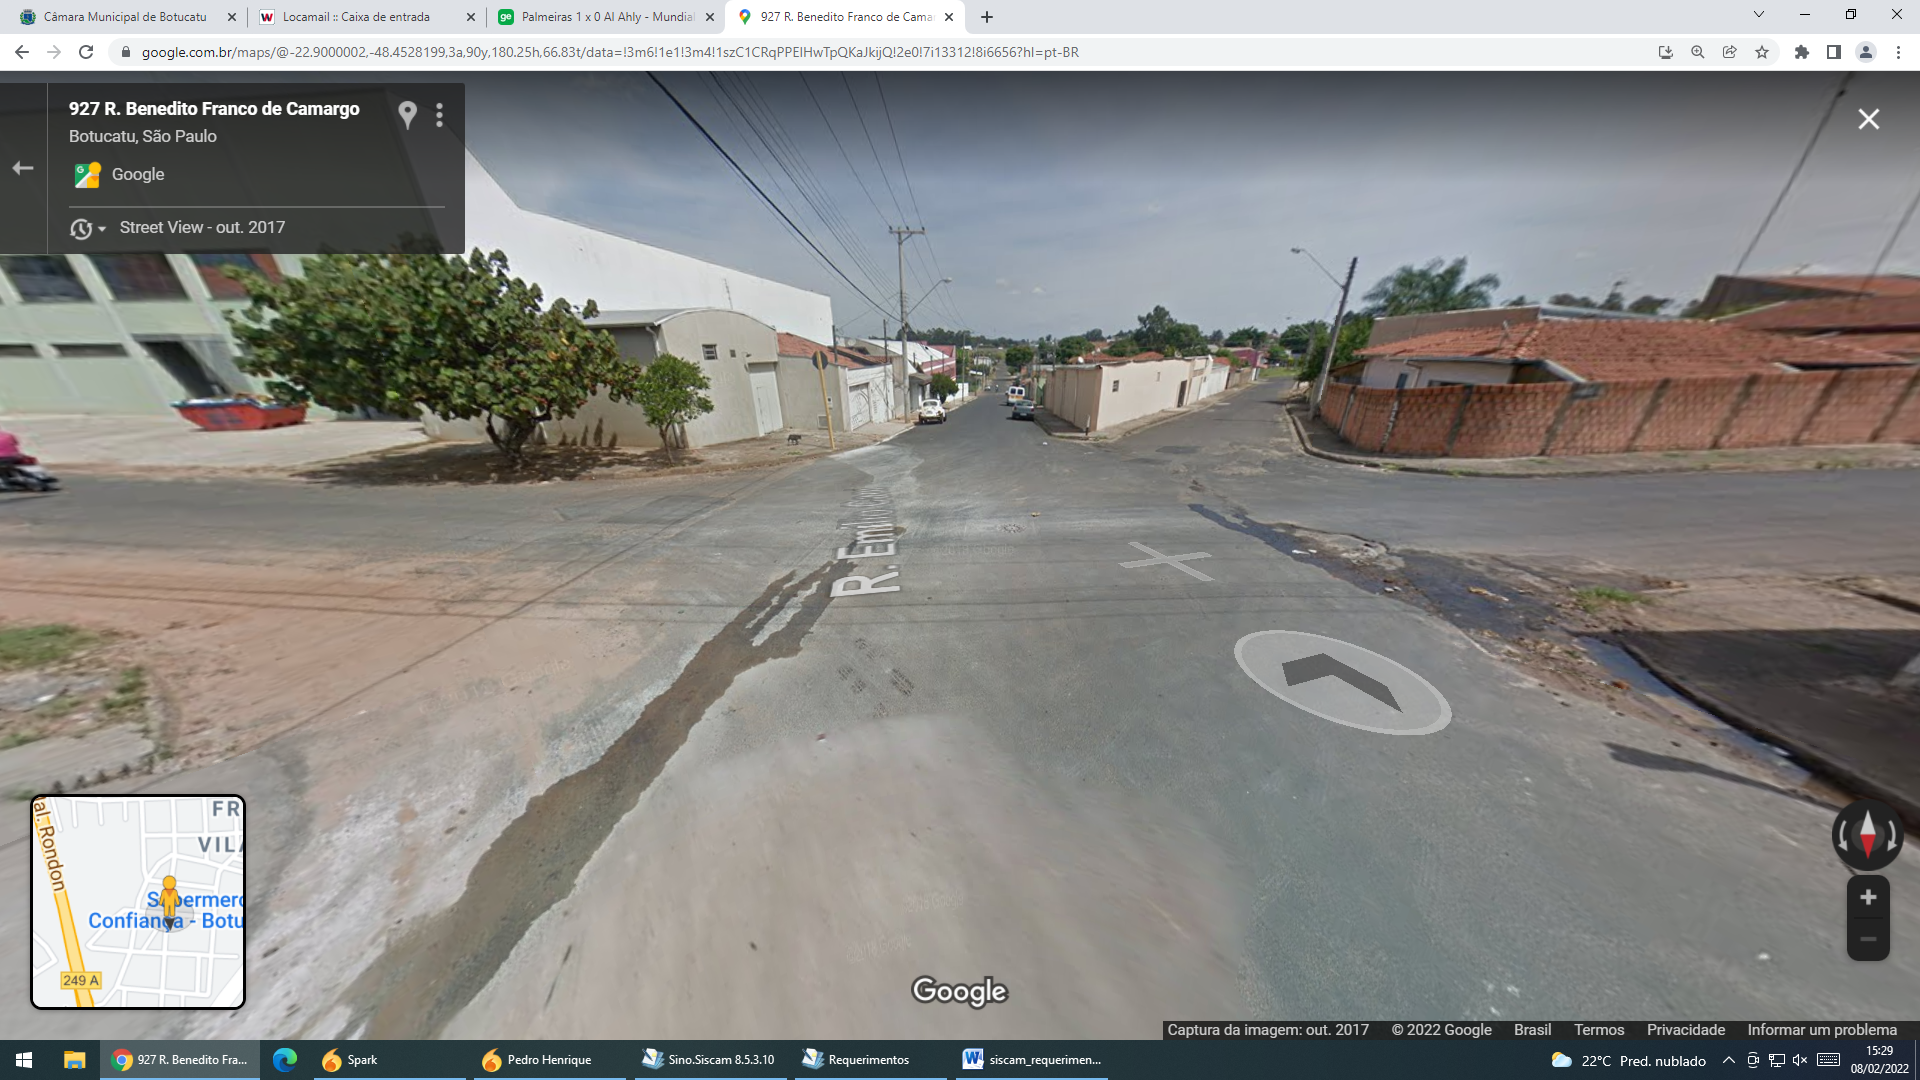 Câmara Municipal de Botucatu
Locamail :: Caixa de entrada
Palmeiras 1 x 0 Al Ahly - Mundial
927 R. Benedito Franco de Camar
google.com.br/maps/@-22.9000002,-48.4528199,3a,90y,180.25h,66.83t/data=!3m6!1e1!3m4!1szC1CRqPPEIHwTpQKaJkijQ!2e0!7i13312!8i6656?hl=pt-BR
927 R. Benedito Franco de Camargo
Botucatu, São Paulo
Google
Street View - out. 2017
R.
al. Rondon
FR
VILA
Supermerc
Confiança - Botu
249 A
Google
Captura da imagem: out. 2017 © 2022 Google Brasil Termos Privacidade Informar um problema
927 R. Benedito Fra...
Spark
Pedro Henrique
Sino.Siscam 8.5.3.10
Requerimentos
siscam_requerimen...
22°C Pred. nublado
15:29
08/02/2022